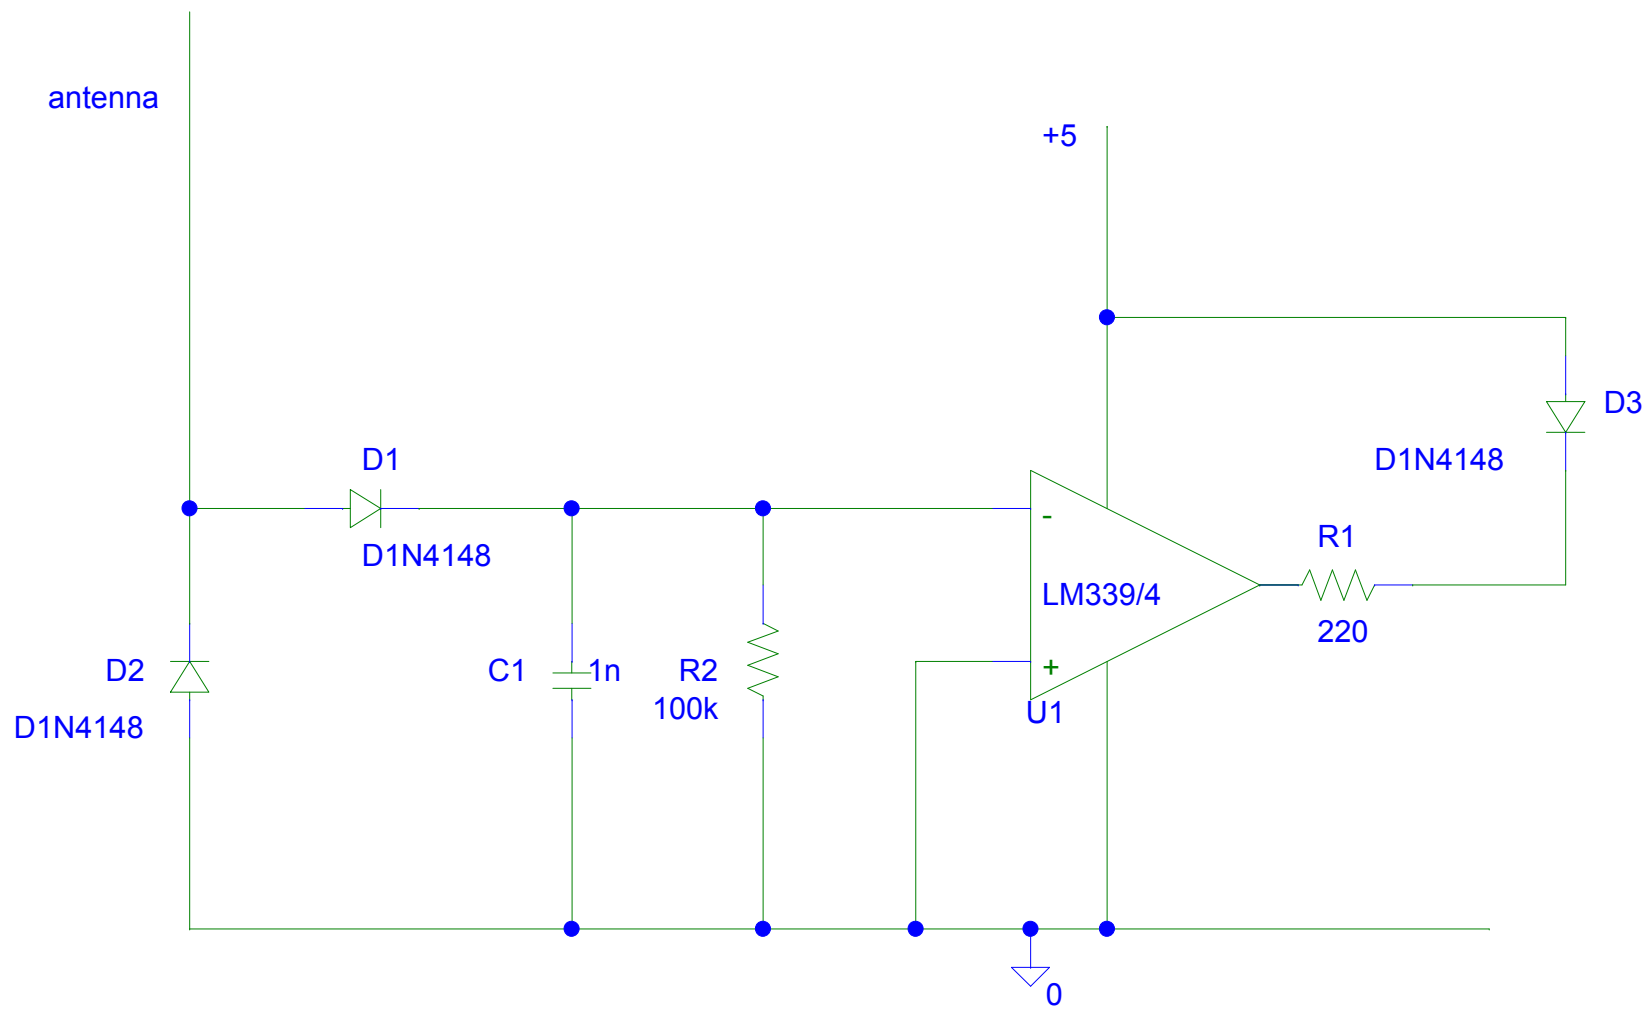 antenna
+5
D3
D1N4148
D1
D1N4148
-
LM339/4
+
U1
R1
220
D2
D1N4148
C1
1n
R2
100k
0